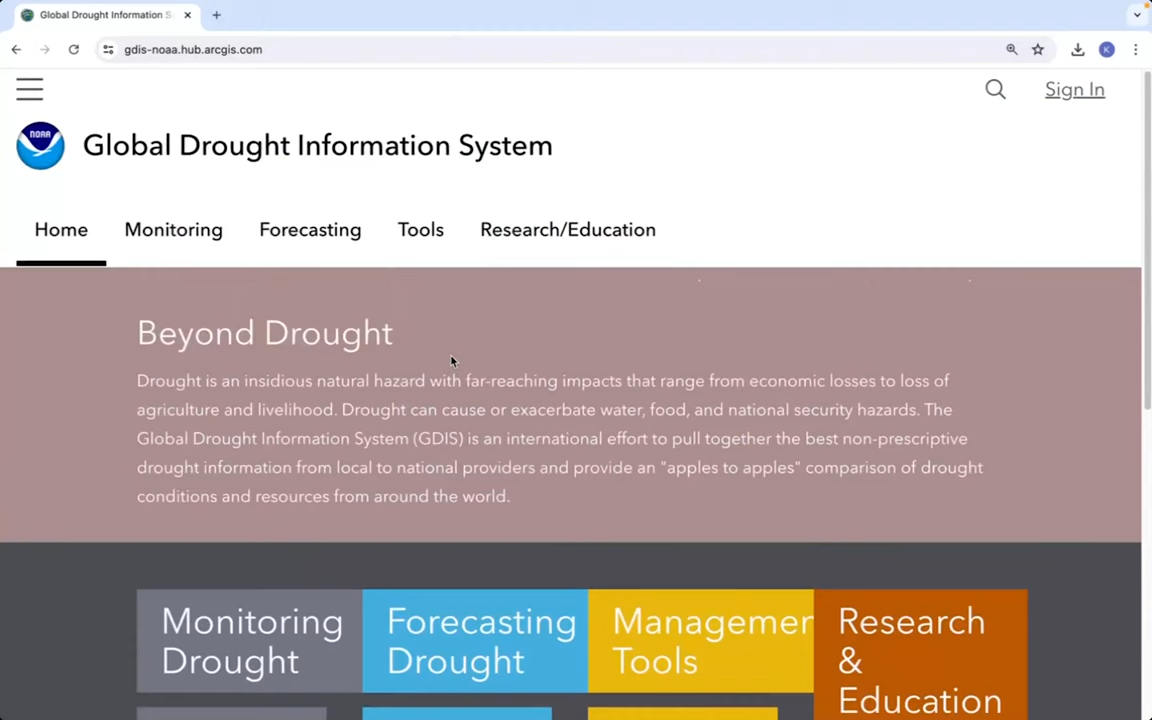 Global Drought Information S
gdis-noaa.hub.arcgis.com
K
Sign In
NOAA
Global Drought Information System
Home
Monitoring
Forecasting
Tools
Research/Education
Beyond Drought
Drought is an insidious natural hazard with far-reaching impacts that range from economic losses to loss of
agriculture and livelihood. Drought can cause or exacerbate water, food, and national security hazards. The
Global Drought Information System (GDIS) is an international effort to pull together the best non-prescriptive
drought information from local to national providers and provide an "apples to apples" comparison of drought
conditions and resources from around the world.
Monitoring
Drought
Forecasting
Drought
Managemen
Tools
Research
&
Education